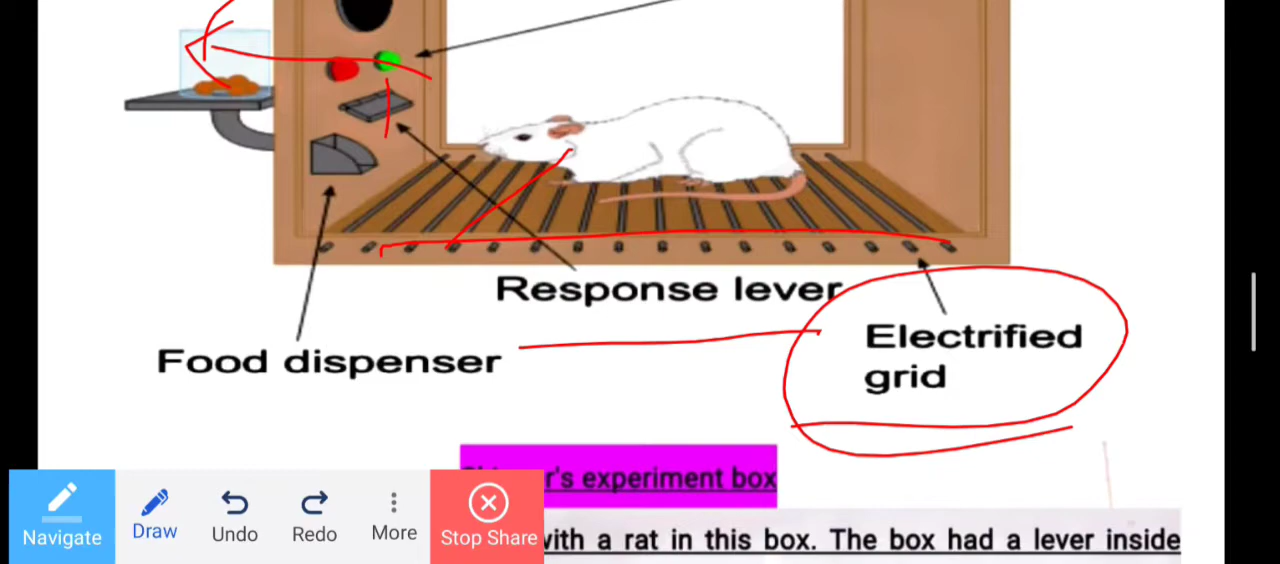 Response lever
Electrified
grid
Food dispenser
r's experiment box
with a rat in this box. The box had a lever inside
Navigate
Draw
Undo
Redo
More
Stop Share